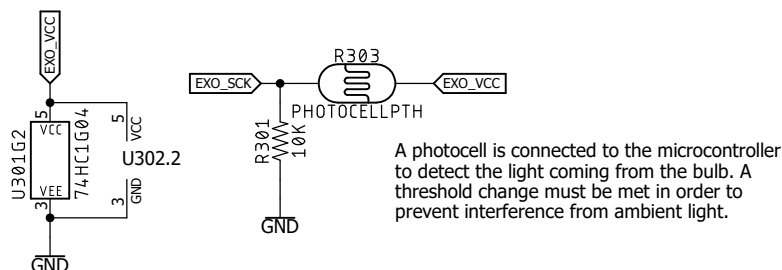 EXO_VCC
5
VCC
U301G2
74HC1G04
VEE
3
GND
5
VCC
U302.2
GND
3
EXO_SCK
R303
PHOTOCELLPTH
EXO_VCC
R301
10K
GND
A photocell is connected to the microcontroller
to detect the light coming from the bulb. A
threshold change must be met in order to
prevent interference from ambient light.